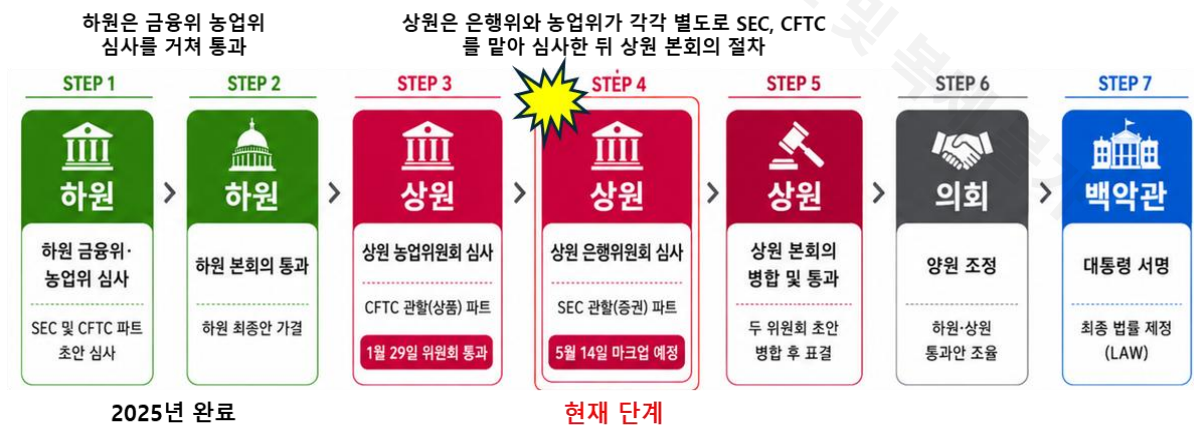 하원은 금융위 농업위
심사를 거쳐 통과
상원은 은행위와 농업위가 각각 별도로 SEC, CFTC
를 맡아 심사한 뒤 상원 본회의 절차
STEP 1
하원
하원 금융위·
농업위 심사
SEC 및 CFTC 파트
초안 심사
STEP 2
하원
하원 본회의 통과
하원 최종안 가결
STEP 3
상원
상원 농업위원회 심사
CFTC 관할(상품) 파트
1월 29일 위원회 통과
STEP 4
상원
상원 은행위원회 심사
SEC 관할(증권) 파트
5월 14일 마크업 예정
STEP 5
상원
상원 본회의
병합 및 통과
두 위원회 초안
병합 후 표결
STEP 6
의회
양원 조정
하원·상원
통과안 조율
STEP 7
백악관
대통령 서명
최종 법률 제정
(LAW)
2025년 완료
현재 단계